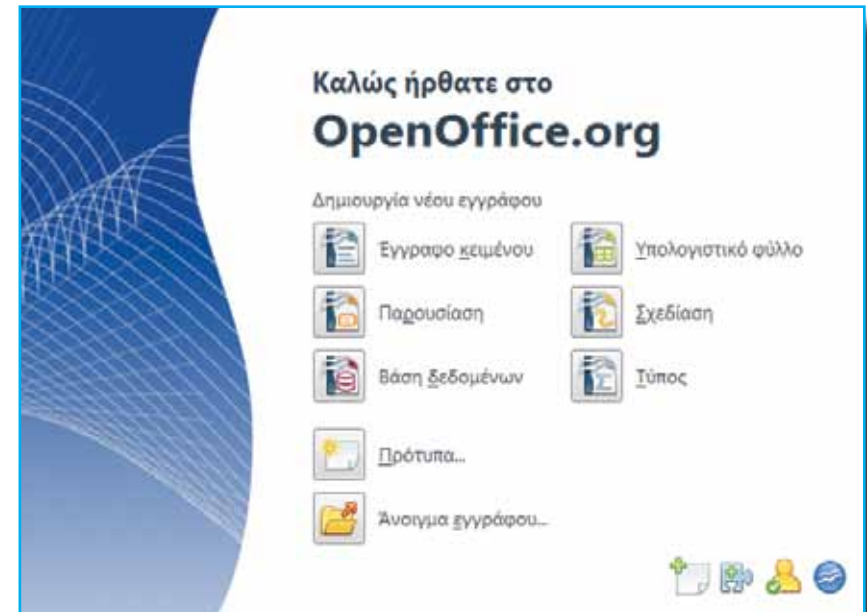 Καλώς ήρθατε στο
OpenOffice.org
Δημιουργία νέου εγγράφου
Έγγραφο κειμένου
Υπολογιστικό φύλλο
Παρουσίαση
Σχεδίαση
Βάση δεδομένων
Τύπος
Πρότυπα...
Άνοιγμα εγγράφου...